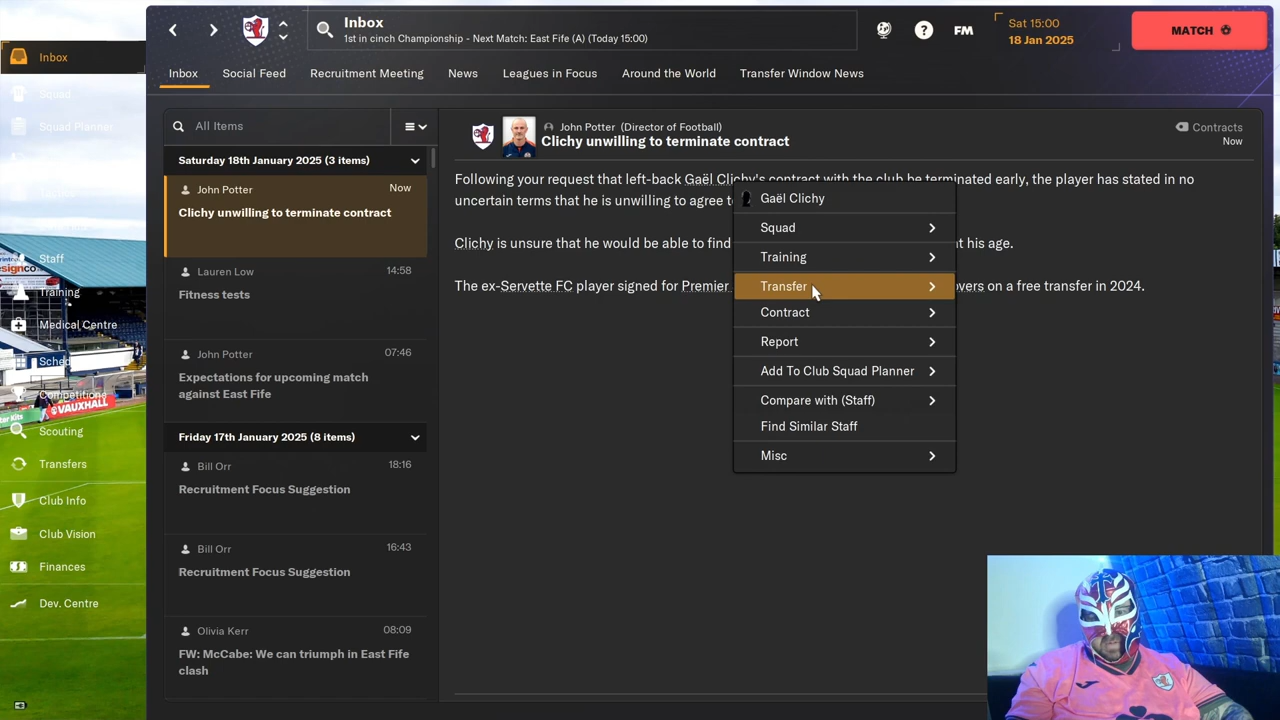 Inbox
1st in cinch Championship - Next Match: East Fife (A) (Today 15:00)
FM
Sat 15:00
18 Jan 2025
MATCH
Inbox
Social Feed
Recruitment Meeting
News
Leagues in Focus
Around the World
Transfer Window News
Inbox
Squad
Squad Planner
Staff
Training
Medical Centre
Sched
Competitions
Scouting
Transfers
Club Info
Club Vision
Finances
Dev. Centre
VAUXHALL
All Items
Saturday 18th January 2025 (3 items)
John Potter
Now
Clichy unwilling to terminate contract
Lauren Low
14:58
Fitness tests
John Potter
07:46
Expectations for upcoming match
against East Fife
Friday 17th January 2025 (8 items)
Bill Orr
18:16
Recruitment Focus Suggestion
Bill Orr
16:43
Recruitment Focus Suggestion
Olivia Kerr
08:09
FW: McCabe: We can triumph in East Fife
clash
John Potter (Director of Football)
Clichy unwilling to terminate contract
Contracts
Now
Following your request that left-back Gaël Clichy's contract with the club be terminated early, the player has stated in no
uncertain terms that he is unwilling to agree t
Clichy is unsure that he would be able to find
t his age.
The ex-Servette FC player signed for Premier
overs on a free transfer in 2024.
Gaël Clichy
Squad
Training
Transfer
Contract
Report
Add To Club Squad Planner
Compare with (Staff)
Find Similar Staff
Misc